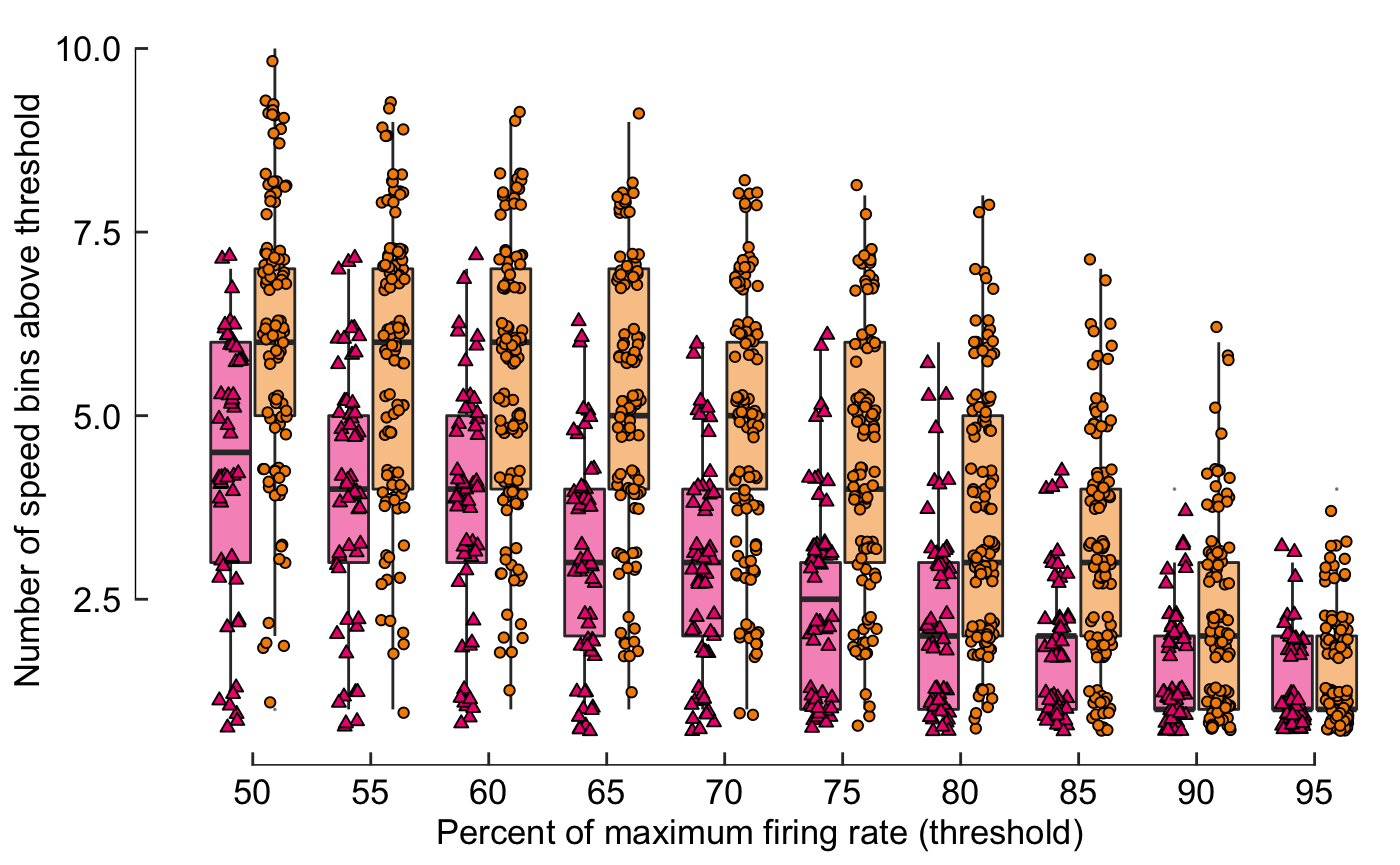 Number of speed bins above threshold
10.0
7.5
5.0
2.5
50 55 60 65 70 75 80 85 90 95
Percent of maximum firing rate (threshold)